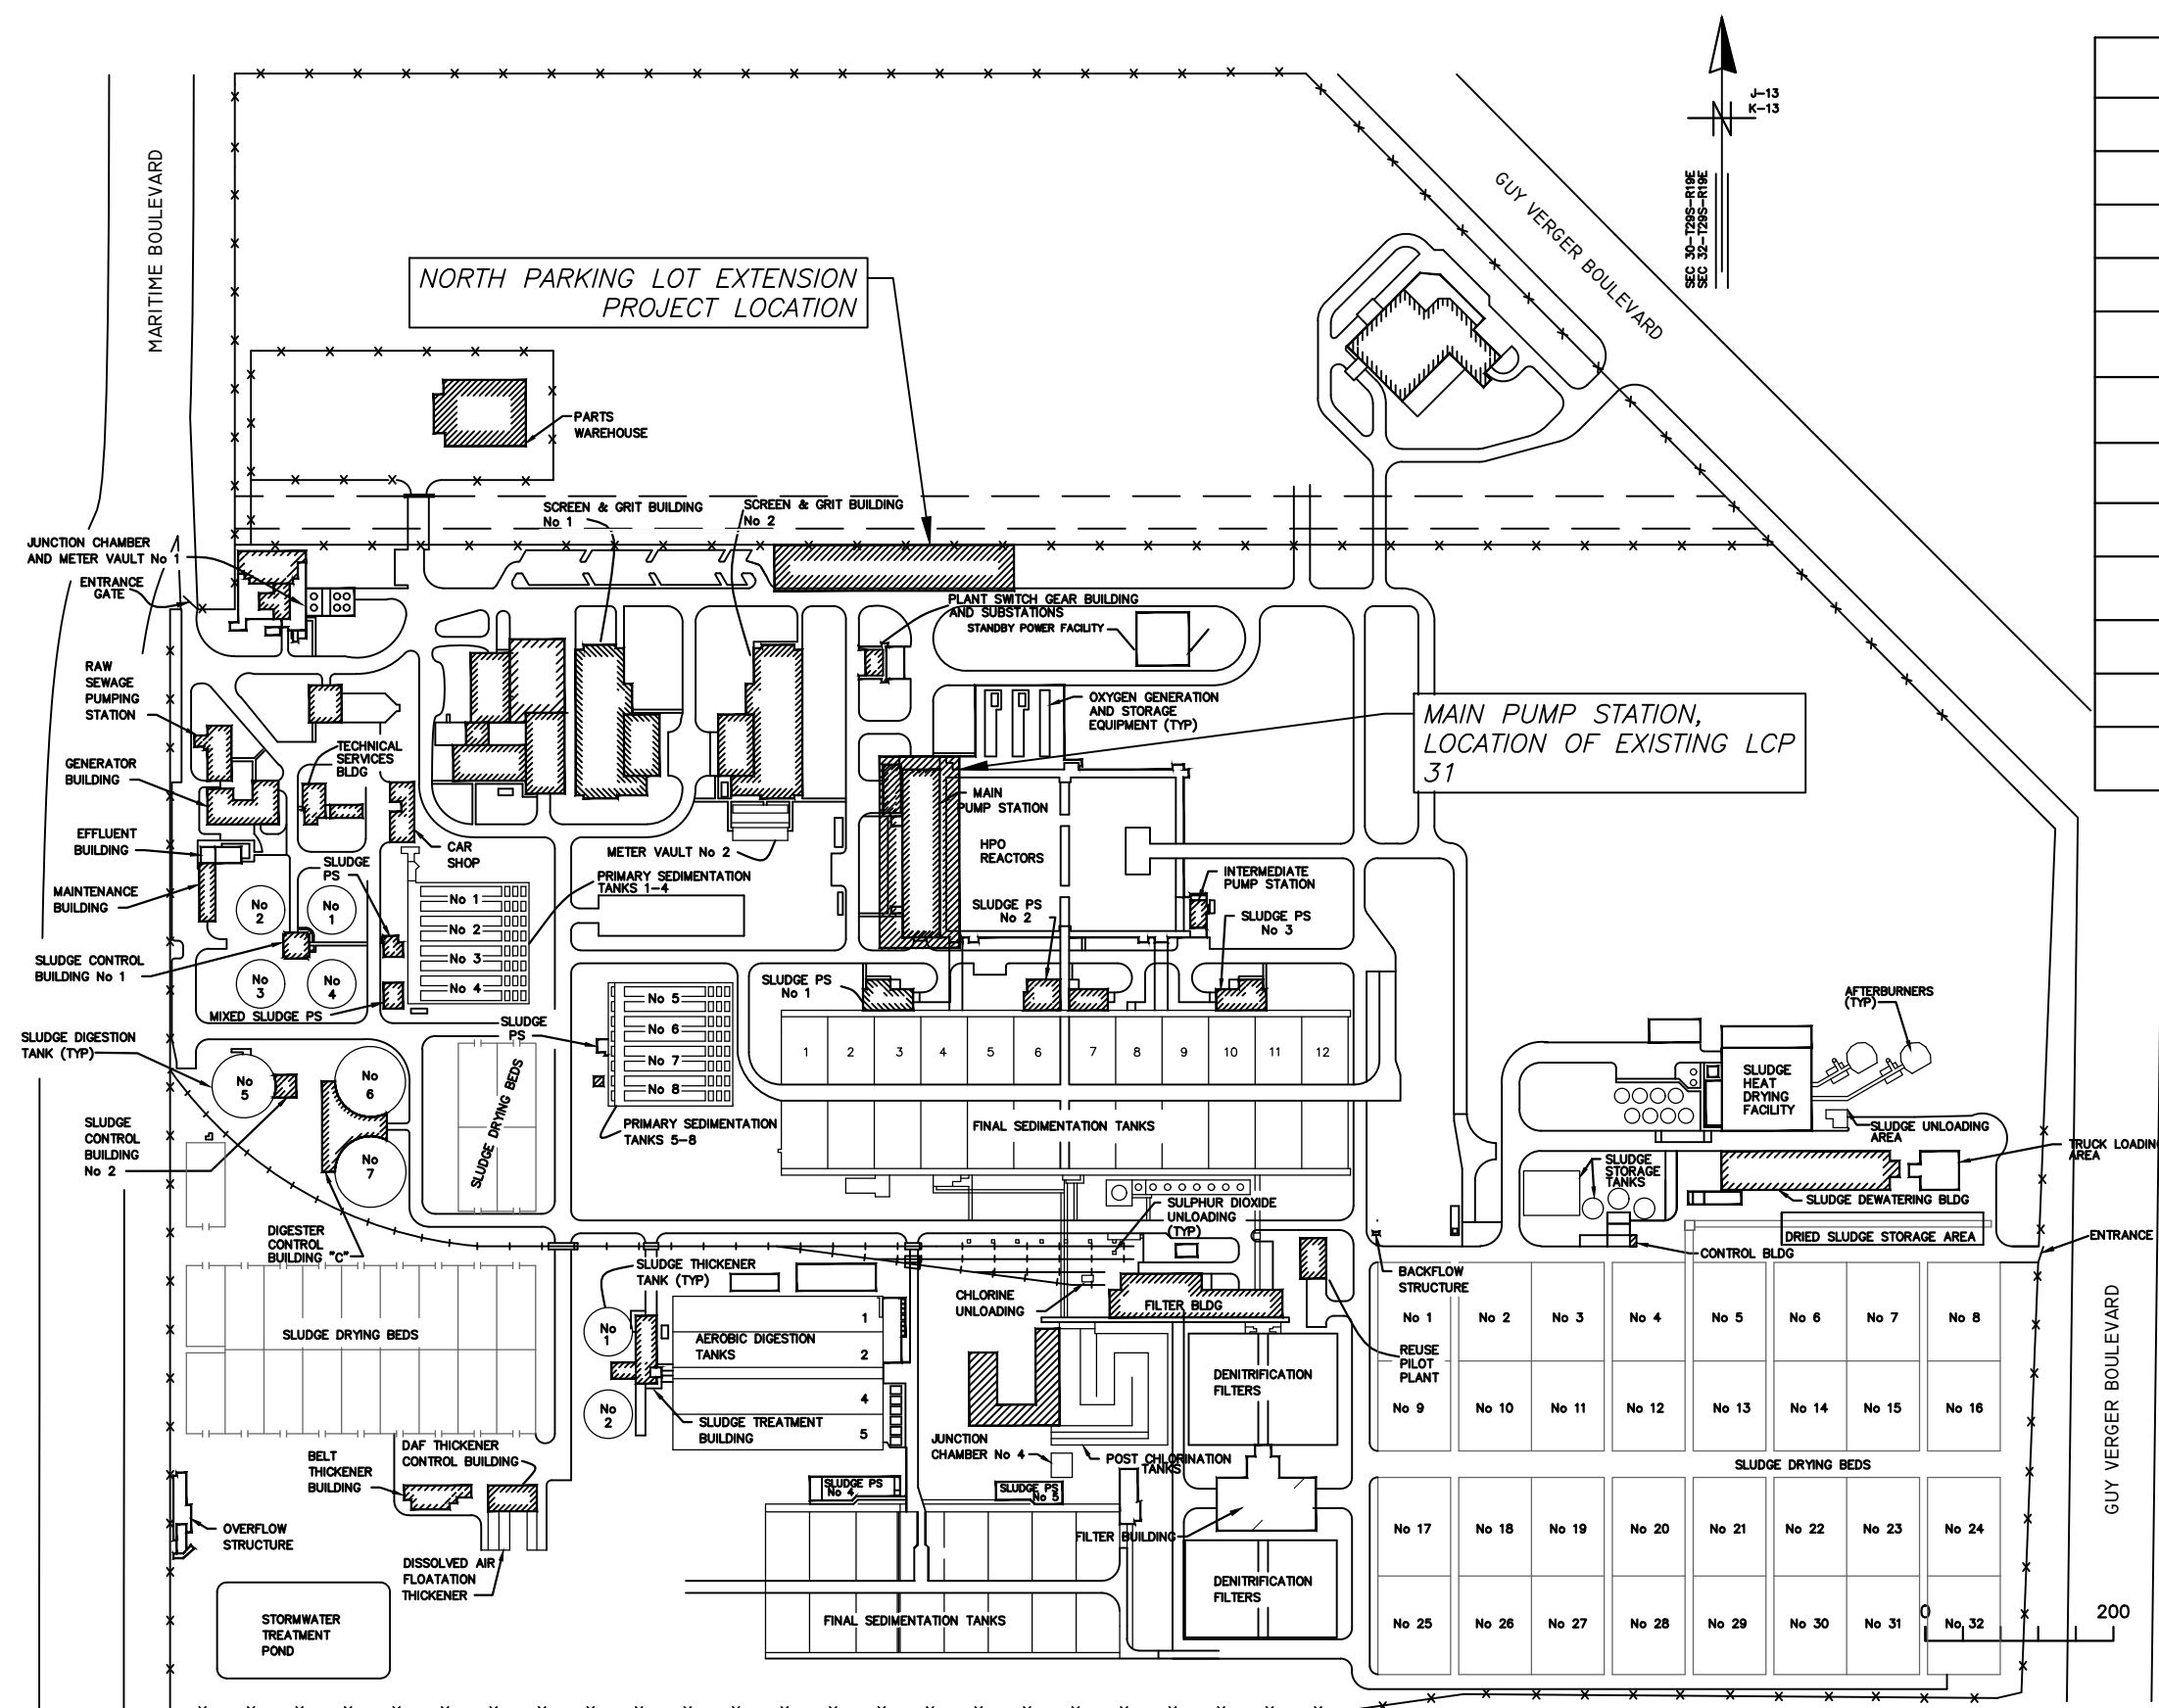 J-13
K-13
SEC 30-T29S-R19E
SEC 32-T29S-R19E
MARITIME BOULEVARD
GUY VERGER BOULEVARD
NORTH PARKING LOT EXTENSION
PROJECT LOCATION
PARTS
WAREHOUSE
SCREEN & GRIT BUILDING
No 1
SCREEN & GRIT BUILDING
No 2
JUNCTION CHAMBER
AND METER VAULT No 1
ENTRANCE
GATE
PLANT SWITCH GEAR BUILDING
AND SUBSTATIONS
STANDBY POWER FACILITY
RAW
SEWAGE
PUMPING
STATION
OXYGEN GENERATION
AND STORAGE
EQUIPMENT (TYP)
MAIN PUMP STATION,
LOCATION OF EXISTING LCP
31
TECHNICAL
SERVICES
BLDG
GENERATOR
BUILDING
MAIN
PUMP STATION
EFFLUENT
BUILDING
CAR
SHOP
METER VAULT No 2
HPO
REACTORS
SLUDGE
PS
PRIMARY SEDIMENTATION
TANKS 1-4
INTERMEDIATE
PUMP STATION
MAINTENANCE
BUILDING
No
2
No
1
No 1
No 2
No 3
No 4
SLUDGE PS
No 2
SLUDGE PS
No 3
SLUDGE CONTROL
BUILDING No 1
No
3
No
4
MIXED SLUDGE PS
SLUDGE PS
No 1
No 5
No 6
No 7
No 8
SLUDGE
PS
AFTERBURNERS
(TYP)
SLUDGE DIGESTION
TANK (TYP)
1 2 3 4 5 6 7 8 9 10 11 12
No
5
No
6
No
7
SLUDGE DRYING BEDS
SLUDGE
HEAT
DRYING
FACILITY
SLUDGE
CONTROL
BUILDING
No 2
PRIMARY SEDIMENTATION
TANKS 5-8
FINAL SEDIMENTATION TANKS
SLUDGE UNLOADING
AREA
TRUCK LOADING
AREA
SLUDGE
STORAGE
TANKS
SLUDGE DEWATERING BLDG
SULPHUR DIOXIDE
UNLOADING
(TYP)
DIGESTER
CONTROL
BUILDING "C"
DRIED SLUDGE STORAGE AREA
ENTRANCE
CONTROL BLDG
SLUDGE THICKENER
TANK (TYP)
BACKFLOW
STRUCTURE
CHLORINE
UNLOADING
FILTER BLDG
No 1 No 2 No 3 No 4 No 5 No 6 No 7 No 8
SLUDGE DRYING BEDS
No
1
AEROBIC DIGESTION
TANKS
1
2
4
5
REUSE
PILOT
PLANT
DENITRIFICATION
FILTERS
No 9 No 10 No 11 No 12 No 13 No 14 No 15 No 16
No
2
SLUDGE TREATMENT
BUILDING
GUY VERGER BOULEVARD
BELT
THICKENER
BUILDING
DAF THICKENER
CONTROL BUILDING
JUNCTION
CHAMBER No 4
POST CHLORINATION
TANKS
SLUDGE DRYING BEDS
SLUDGE PS
No 4
SLUDGE PS
No 5
OVERFLOW
STRUCTURE
FILTER BUILDING
No 17 No 18 No 19 No 20 No 21 No 22 No 23 No 24
DISSOLVED AIR
FLOATATION
THICKENER
DENITRIFICATION
FILTERS
STORMWATER
TREATMENT
POND
FINAL SEDIMENTATION TANKS
No 25 No 26 No 27 No 28 No 29 No 30 No 31 No 32
0 200